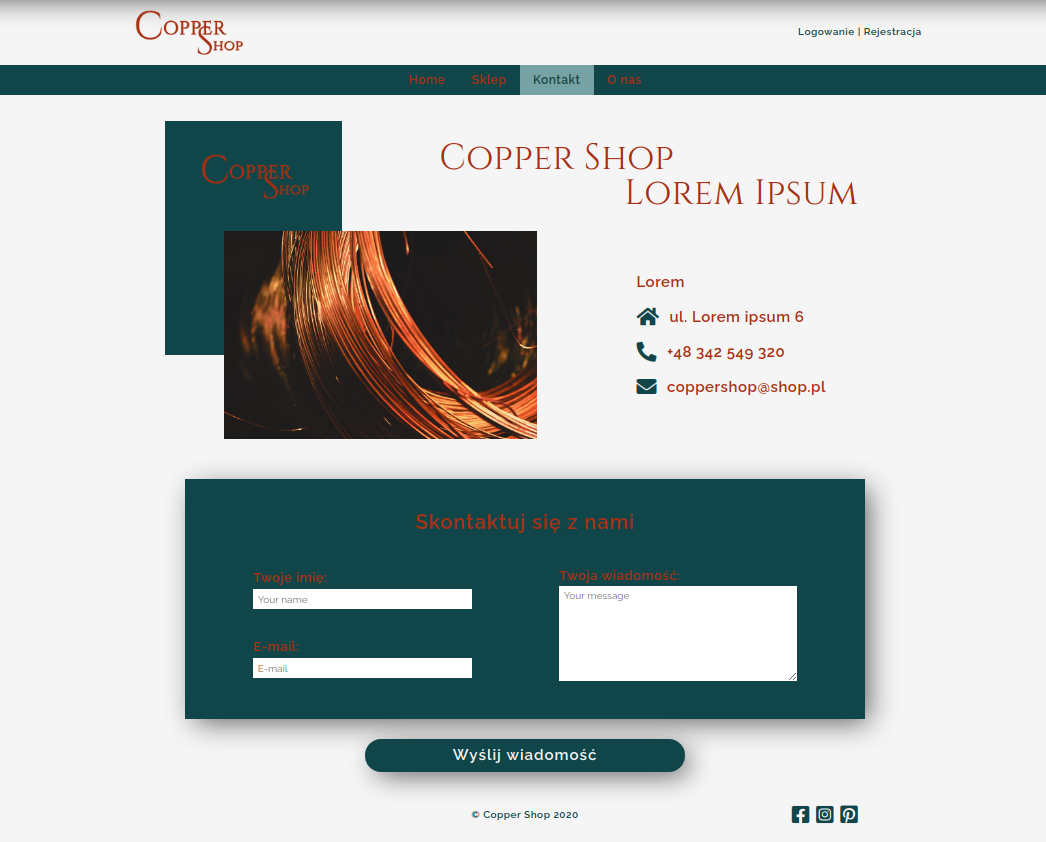 Copper
Shop
Logowanie | Rejestracja
Home Sklep Kontakt O nas
Copper
Shop
Copper Shop
Lorem Ipsum
Lorem
ul. Lorem ipsum 6
+48 342 549 320
coppershop@shop.pl
Skontaktuj się z nami
Twoje imię:
Your name
E-mail:
E-mail
Twoja wiadomość:
Your message
Wyślij wiadomość
© Copper Shop 2020